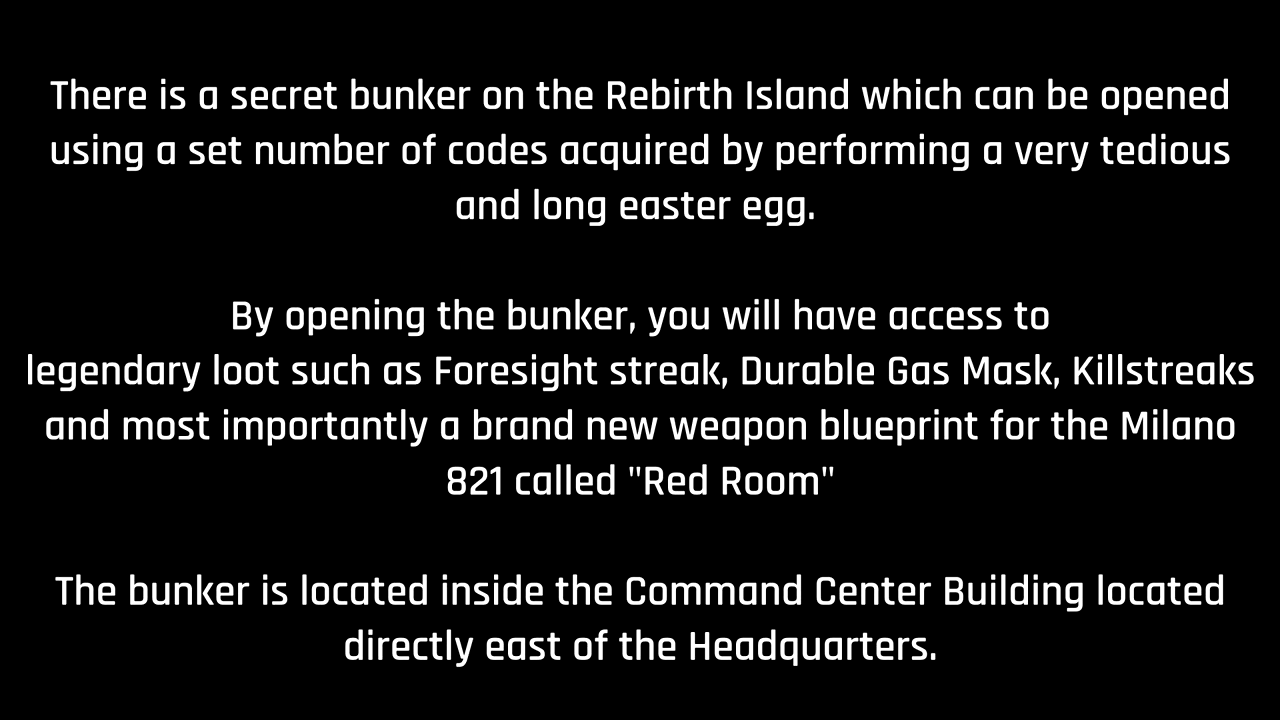 There is a secret bunker on the Rebirth Island which can be opened
using a set number of codes acquired by performing a very tedious
and long easter egg.
By opening the bunker, you will have access to
legendary loot such as Foresight streak, Durable Gas Mask, Killstreaks
and most importantly a brand new weapon blueprint for the Milano
821 called "Red Room"
The bunker is located inside the Command Center Building located
directly east of the Headquarters.